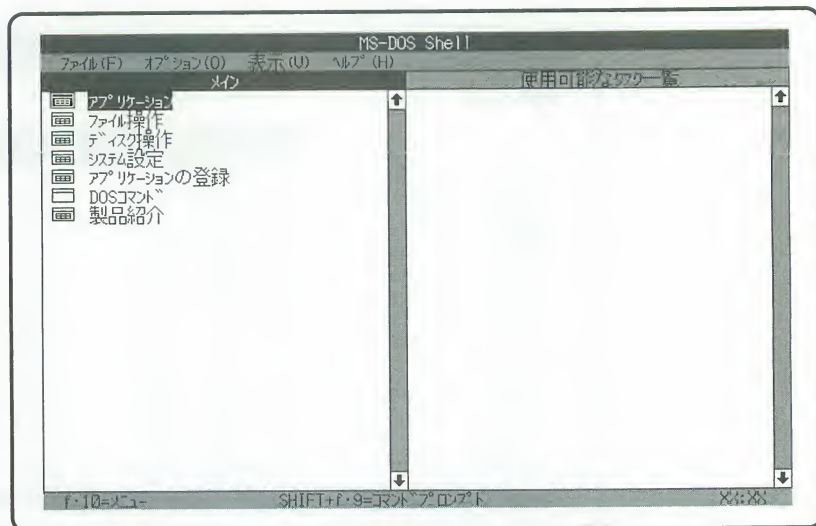 MS-DOS Shell
ファイル(F) オプション(O) 表示(V) ヘルプ(H)
メイン
使用可能なタスク一覧
アプリケーション
ファイル操作
ディスク操作
システム設定
アプリケーションの登録
DOSコマンド
製品紹介
f・10=メニュー SHIFT+f・9=コマンドプロンプト XX:XX